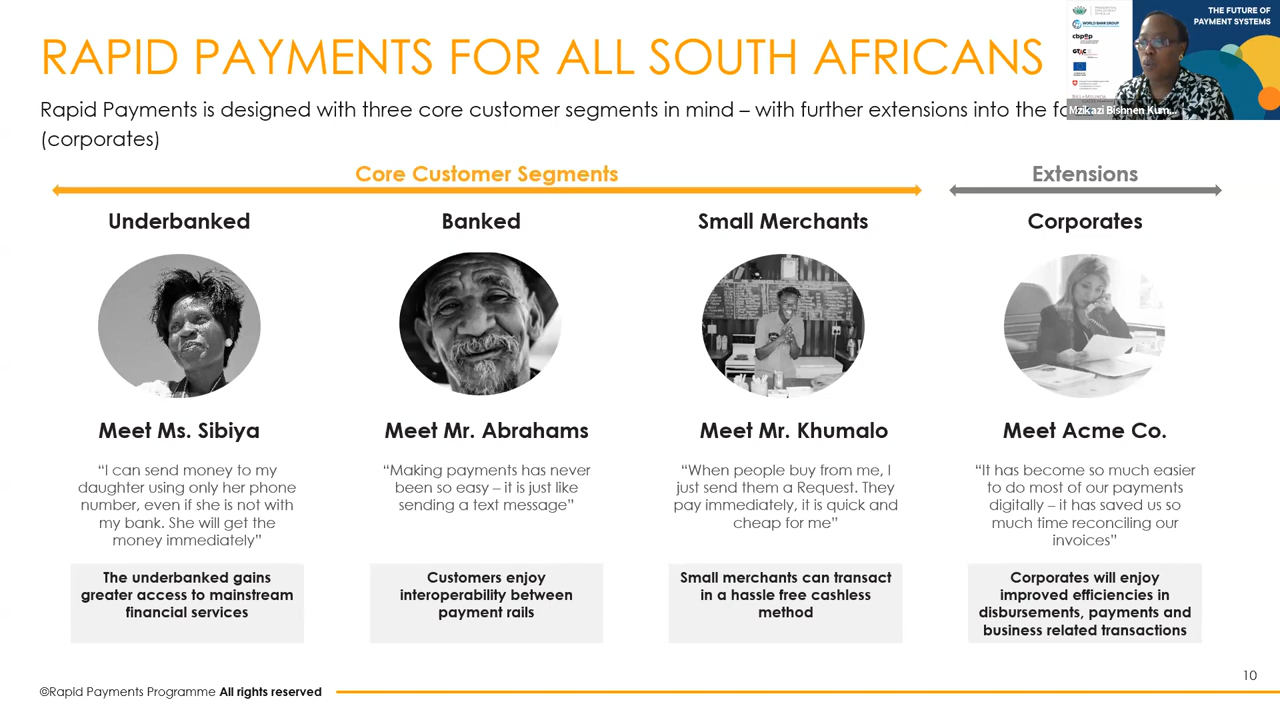 RAPID PAYMENTS FOR ALL SOUTH AFRICANS
THE FUTURE OF
PAYMENT SYSTEMS
WORLD BANK GROUP
cbpep
GTAC
Mzikazi Bishnen Kum...
Rapid Payments is designed with three core customer segments in mind – with further extensions into the
(corporates)
Core Customer Segments
Extensions
Underbanked
Banked
Small Merchants
Corporates
Meet Ms. Sibiya
Meet Mr. Abrahams
Meet Mr. Khumalo
Meet Acme Co.
“I can send money to my
daughter using only her phone
number, even if she is not with
my bank. She will get the
money immediately”
“Making payments has never
been so easy – it is just like
sending a text message”
“When people buy from me, I
just send them a Request. They
pay immediately, it is quick and
cheap for me”
“It has become so much easier
to do most of our payments
digitally – it has saved us so
much time reconciling our
invoices”
The underbanked gains
greater access to mainstream
financial services
Customers enjoy
interoperability between
payment rails
Small merchants can transact
in a hassle free cashless
method
Corporates will enjoy
improved efficiencies in
disbursements, payments and
business related transactions
10
©Rapid Payments Programme All rights reserved